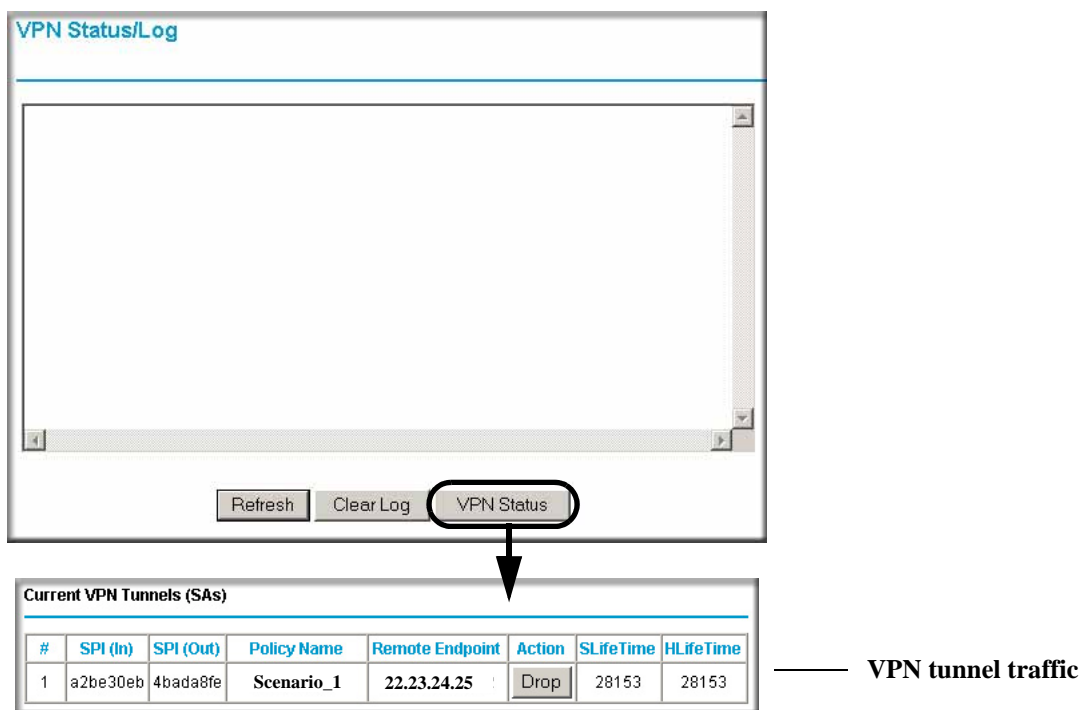 VPN Status/Log
Refresh Clear Log VPN Status
Current VPN Tunnels (SAs)
# SPI (In) SPI (Out) Policy Name Remote Endpoint Action SLifeTime HLifeTime
1 a2be30eb 4bada8fe Scenario_1 22.23.24.25 Drop 28153 28153
VPN tunnel traffic